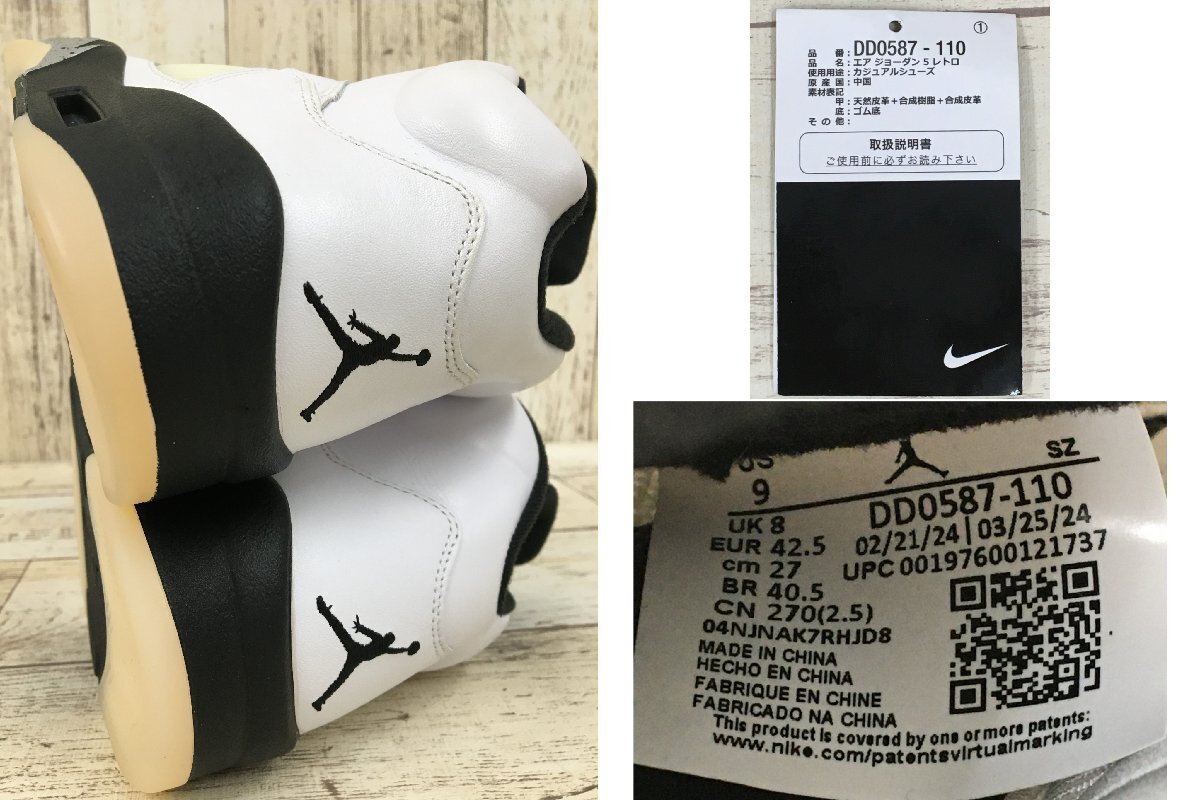 ①
品番：DD0587 - 110
品名：エア ジョーダン 5 レトロ
使用用途：カジュアルシューズ
原産国：中国
素材表記
甲：天然皮革＋合成樹脂＋合成皮革
底：ゴム底
その他：
取扱説明書
ご使用前に必ずお読み下さい
US
SZ
9
DD0587-110
UK 8
02/21/24 | 03/25/24
EUR 42.5
UPC 00197600121737
cm 27
BR 40.5
CN 270(2.5)
04NJNAK7RHJD8
MADE IN CHINA
HECHO EN CHINA
FABRIQUE EN CHINE
FABRICADO NA CHINA
This product is covered by one or more patents:
www.nike.com/patentsvirtualmarking